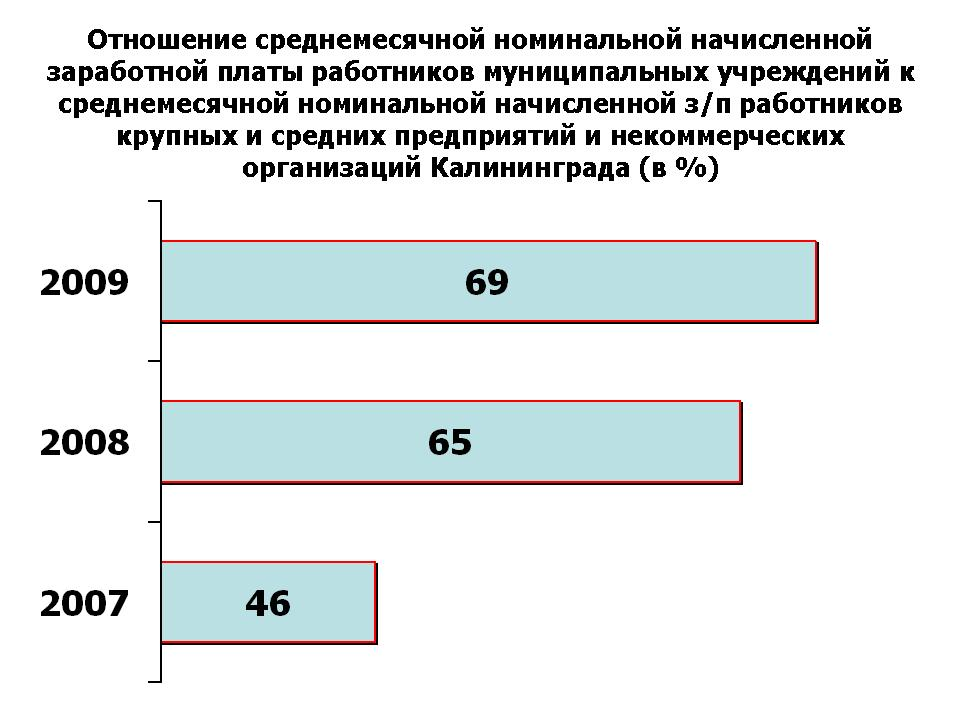 Отношение среднемесячной номинальной начисленной
заработной платы работников муниципальных учреждений к
среднемесячной номинальной начисленной з/п работников
крупных и средних предприятий и некоммерческих
организаций Калининграда (в %)
2009 69
2008 65
2007 46